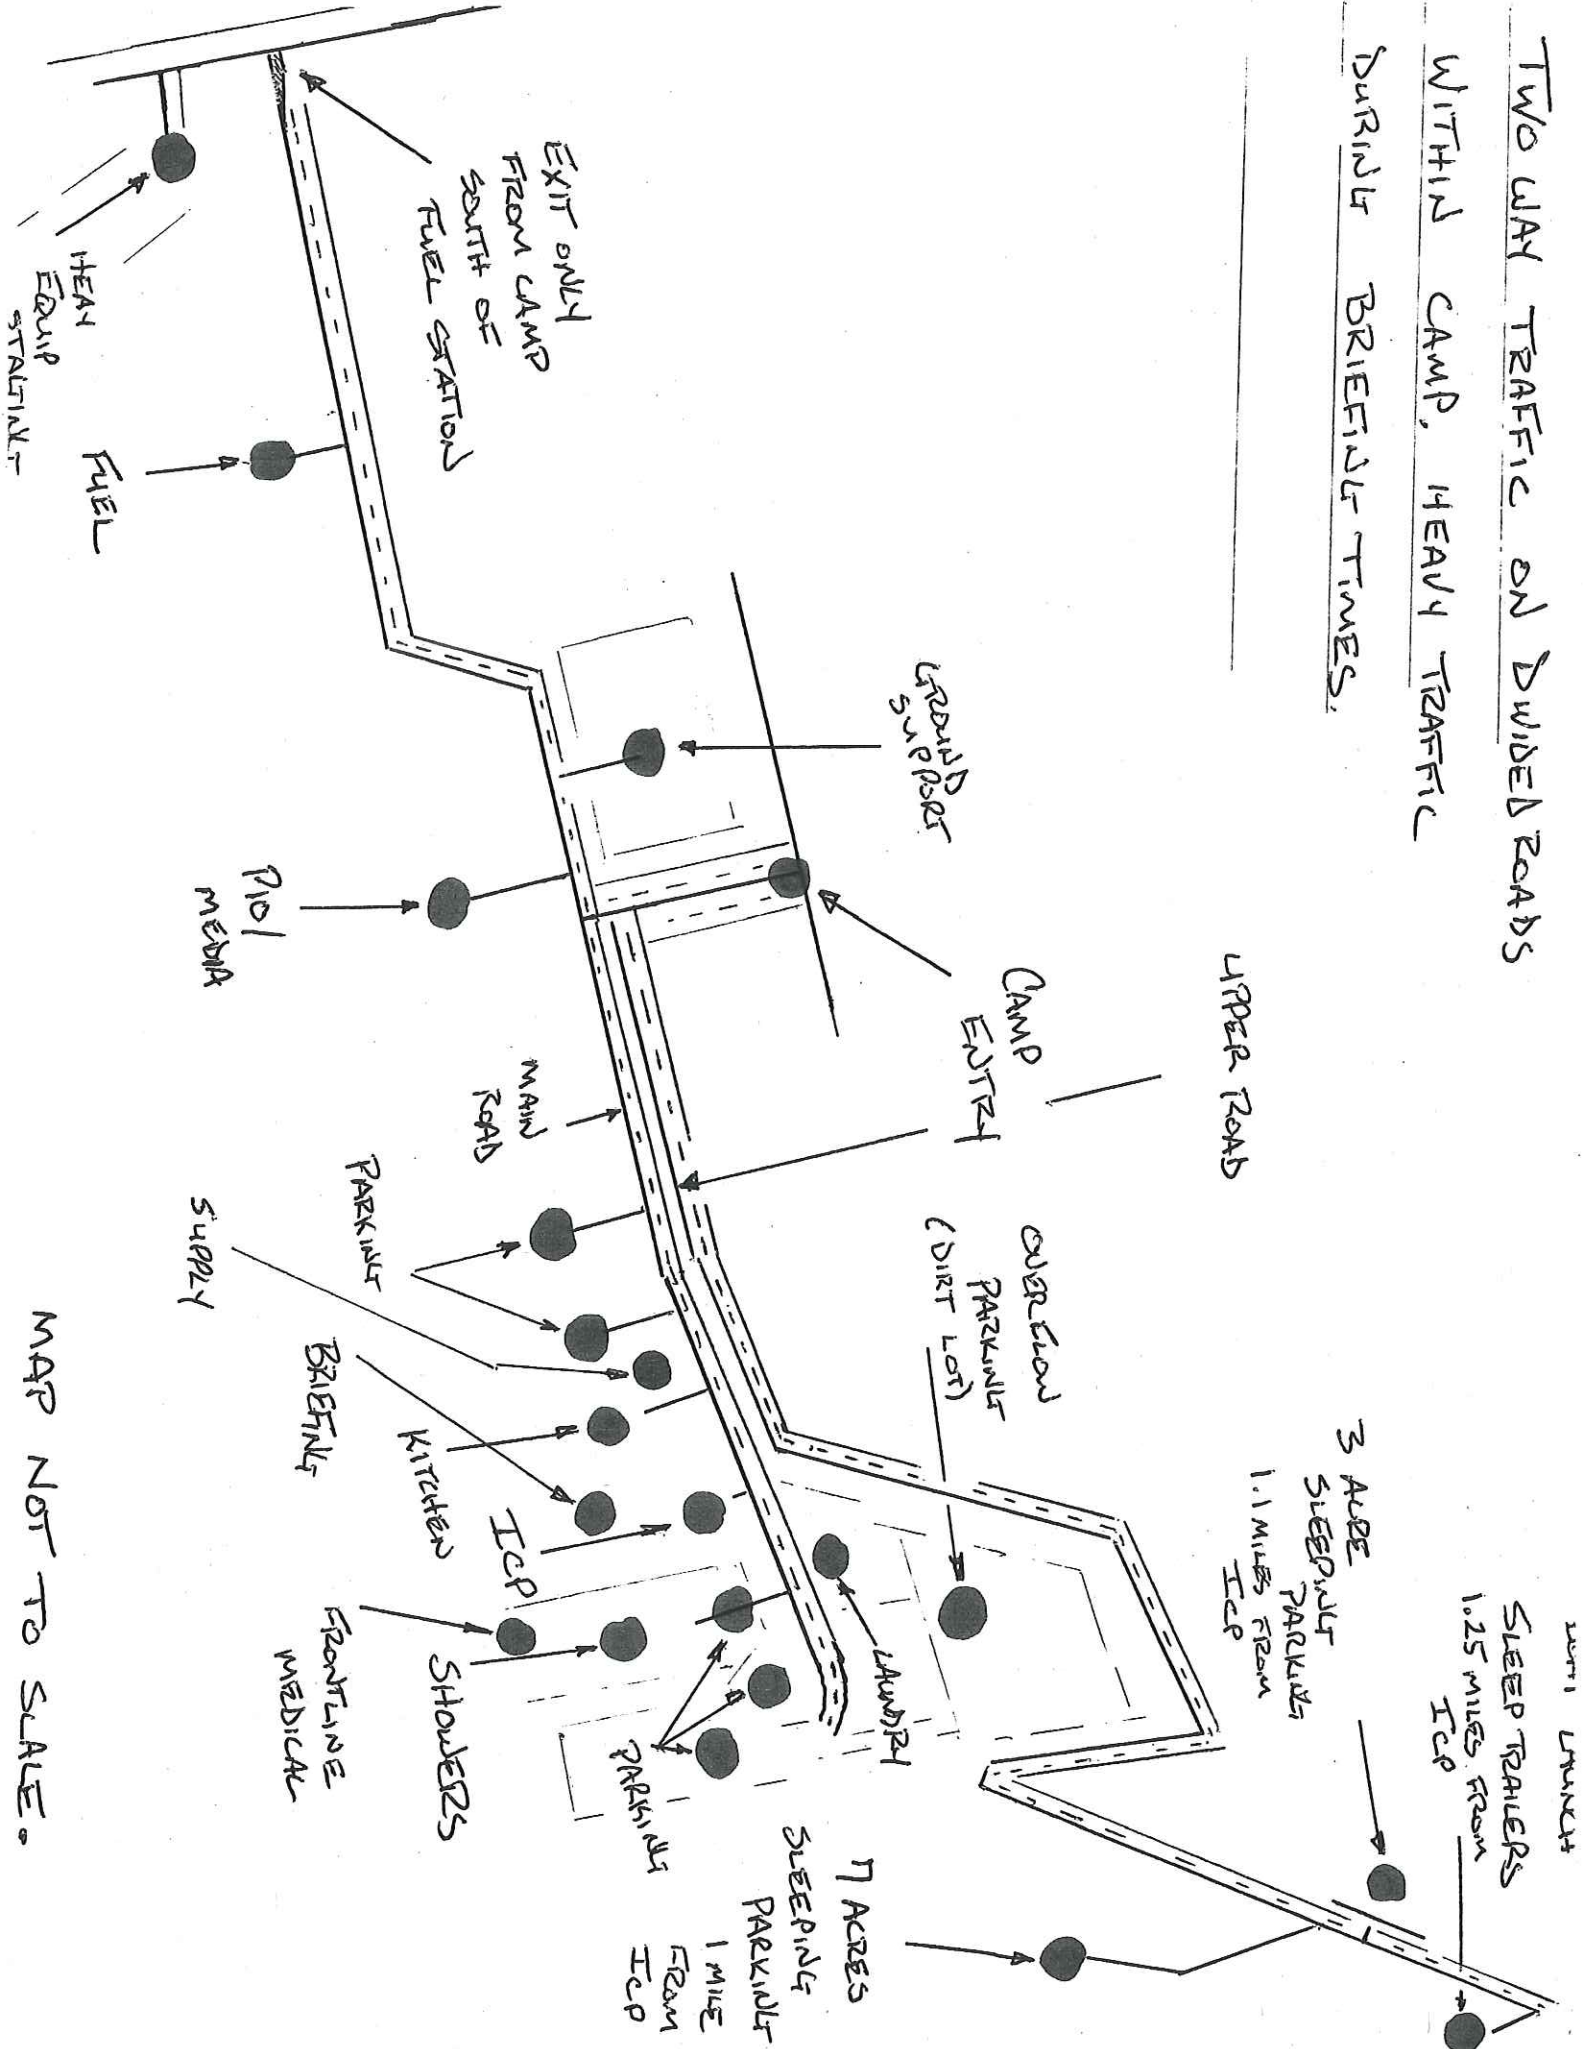 TWO WAY TRAFFIC ON DIVIDED ROADS
WITHIN CAMP. HEAVY TRAFFIC
DURING BRIEFING TIMES.
LAUNCH
SLEEP TRAILERS
1.25 MILES FROM
ICP
3 ACRE
SLEEPING
PARKING
1.1 MILES FROM
ICP
UPPER ROAD
OVERFLOW
PARKING
(DIRT LOT)
CAMP
ENTRY
GROUND
SUPPORT
EXIT ONLY
FROM CAMP
SOUTH OF
FUEL STATION
7 ACRES
SLEEPING
PARKING
1 MILE
FROM
ICP
LAUNDRY
PARKING
MAIN
ROAD
ICP
SHOWERS
KITCHEN
PARKING
FRONTLINE
MEDICAL
BRIEFING
PIO/
MEDIA
SUPPLY
FUEL
HEAVY
EQUIP
MAP NOT TO SCALE.